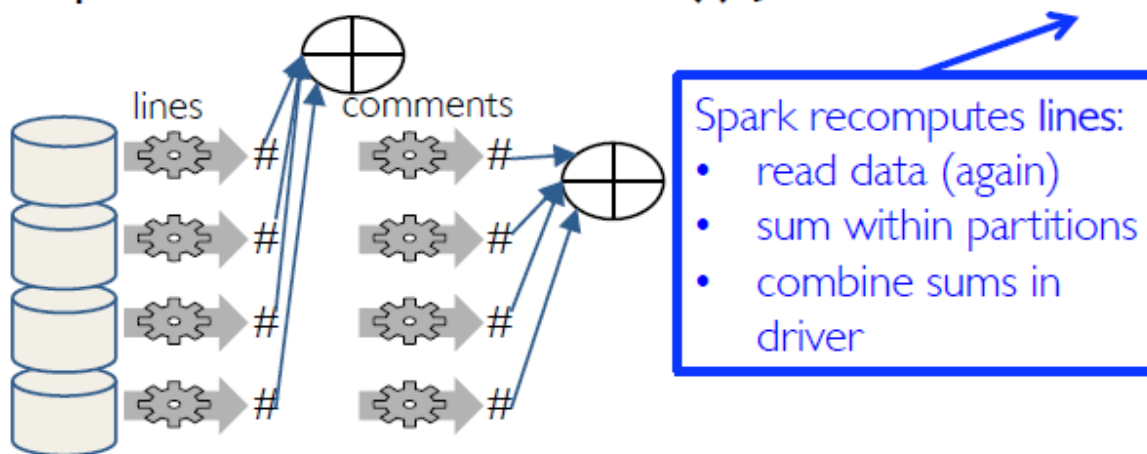 lines
comments
#
#
#
#
#
#
#
#
Spark recomputes lines:
• read data (again)
• sum within partitions
• combine sums in
driver